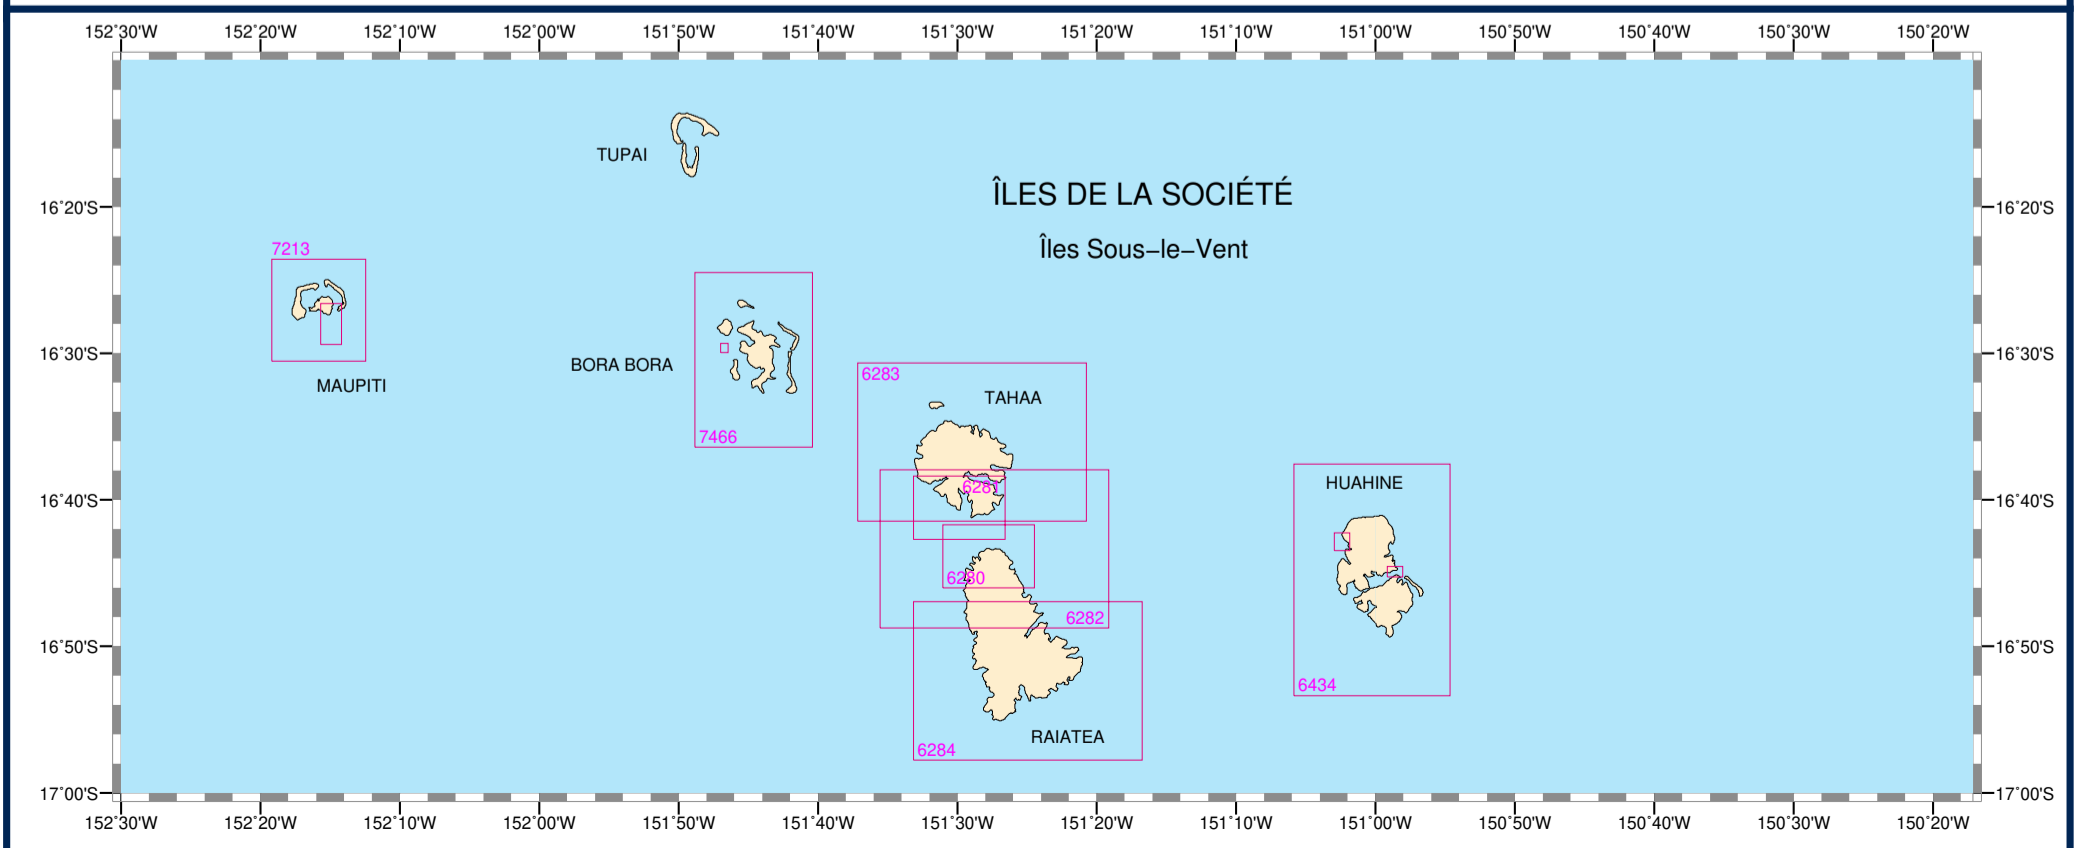 152°30'W 152°20'W 152°10'W 152°00'W 151°50'W 151°40'W 151°30'W 151°20'W 151°10'W 151°00'W 150°50'W 150°40'W 150°30'W 150°20'W
TUPAI
ÎLES DE LA SOCIÉTÉ
16°20'S 16°20'S
Îles Sous–le–Vent
7213
16°30'S 16°30'S
BORA BORA
6283
MAUPITI
TAHAA
7466
HUAHINE
6281
16°40'S 16°40'S
6280
6282
16°50'S 16°50'S
6434
RAIATEA
6284
17°00'S 17°00'S
152°30'W 152°20'W 152°10'W 152°00'W 151°50'W 151°40'W 151°30'W 151°20'W 151°10'W 151°00'W 150°50'W 150°40'W 150°30'W 150°20'W